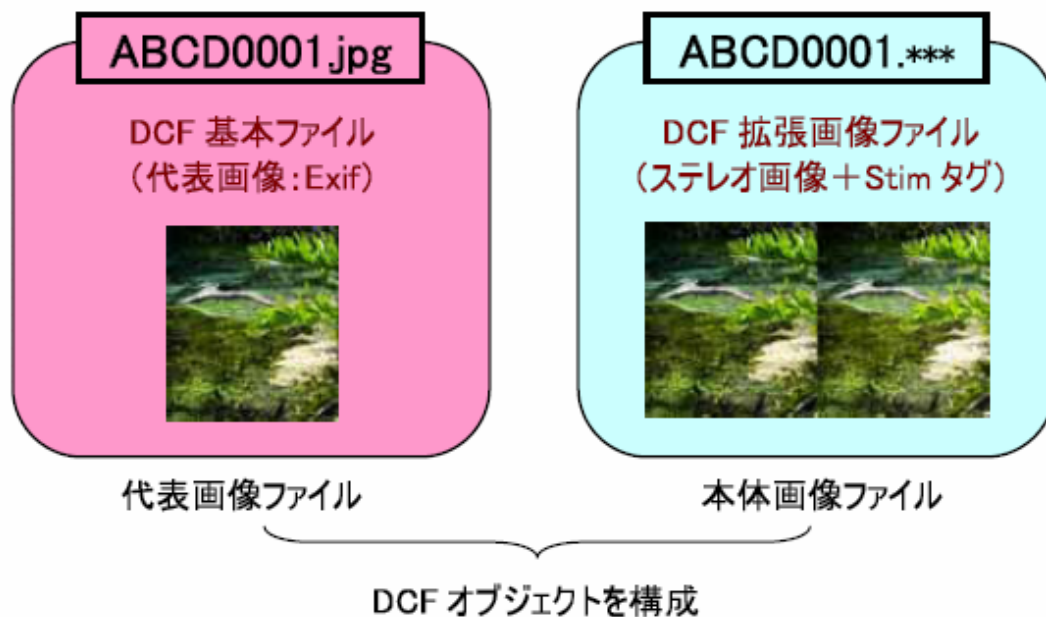 ABCD0001.jpg
DCF 基本ファイル
(代表画像:Exif)
代表画像ファイル
ABCD0001.***
DCF 拡張画像ファイル
(ステレオ画像+Stim タグ)
本体画像ファイル
DCF オブジェクトを構成